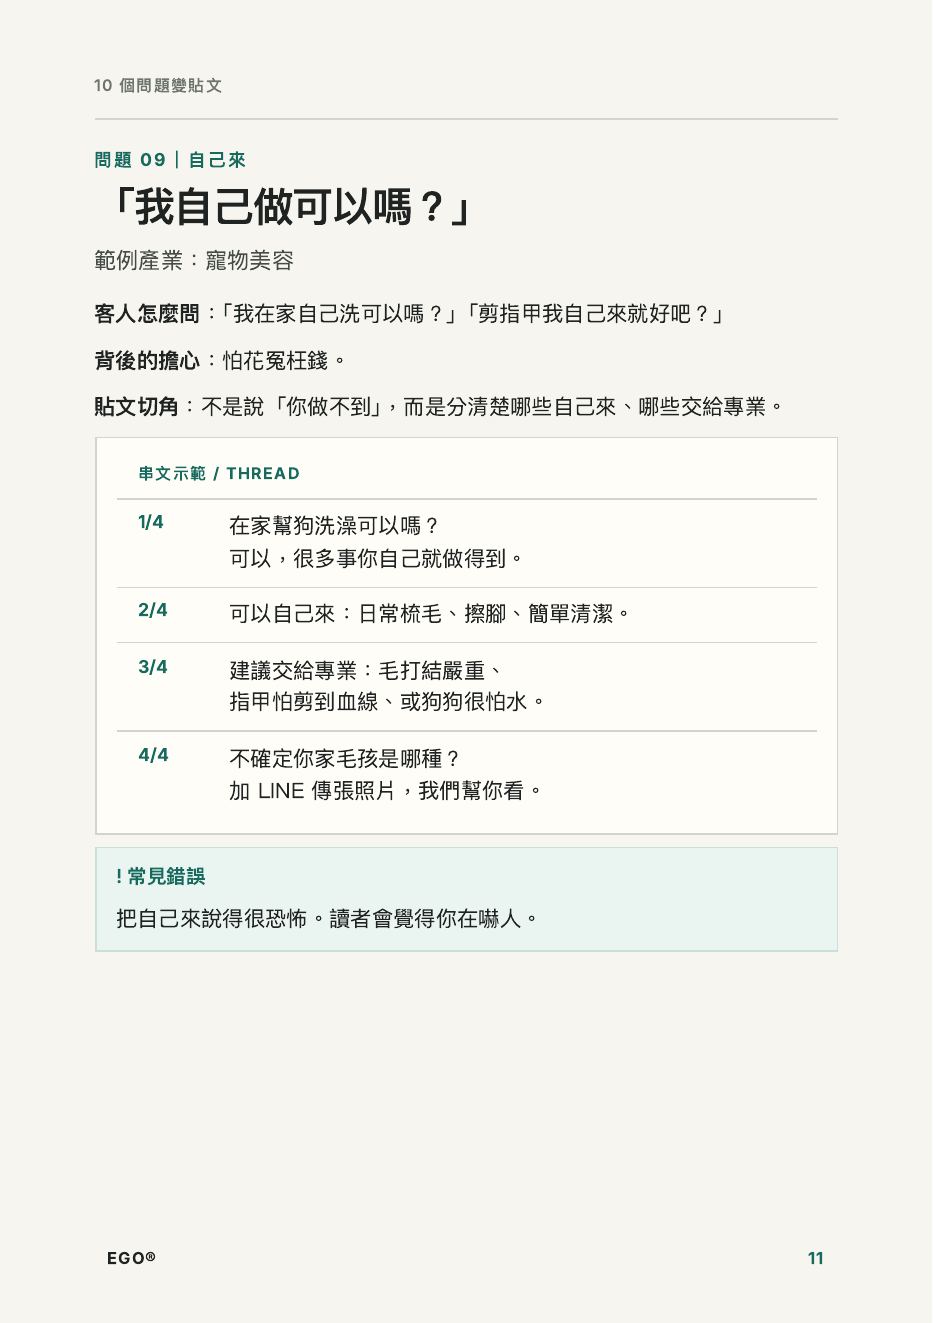 10 個問題變貼文
問題 09｜自己來
「我自己做可以嗎？」
範例產業：寵物美容
客人怎麼問：「我在家自己洗可以嗎？」「剪指甲我自己來就好吧？」
背後的擔心：怕花冤枉錢。
貼文切角：不是說「你做不到」，而是分清楚哪些自己來、哪些交給專業。
串文示範 / THREAD
1/4 在家幫狗洗澡可以嗎？
可以，很多事你自己就做得到。
2/4 可以自己來：日常梳毛、擦腳、簡單清潔。
3/4 建議交給專業：毛打結嚴重、
指甲怕剪到血線、或狗狗很怕水。
4/4 不確定你家毛孩是哪種？
加 LINE 傳張照片，我們幫你看。
! 常見錯誤
把自己來說得很恐怖。讀者會覺得你在嚇人。
EGO® 11